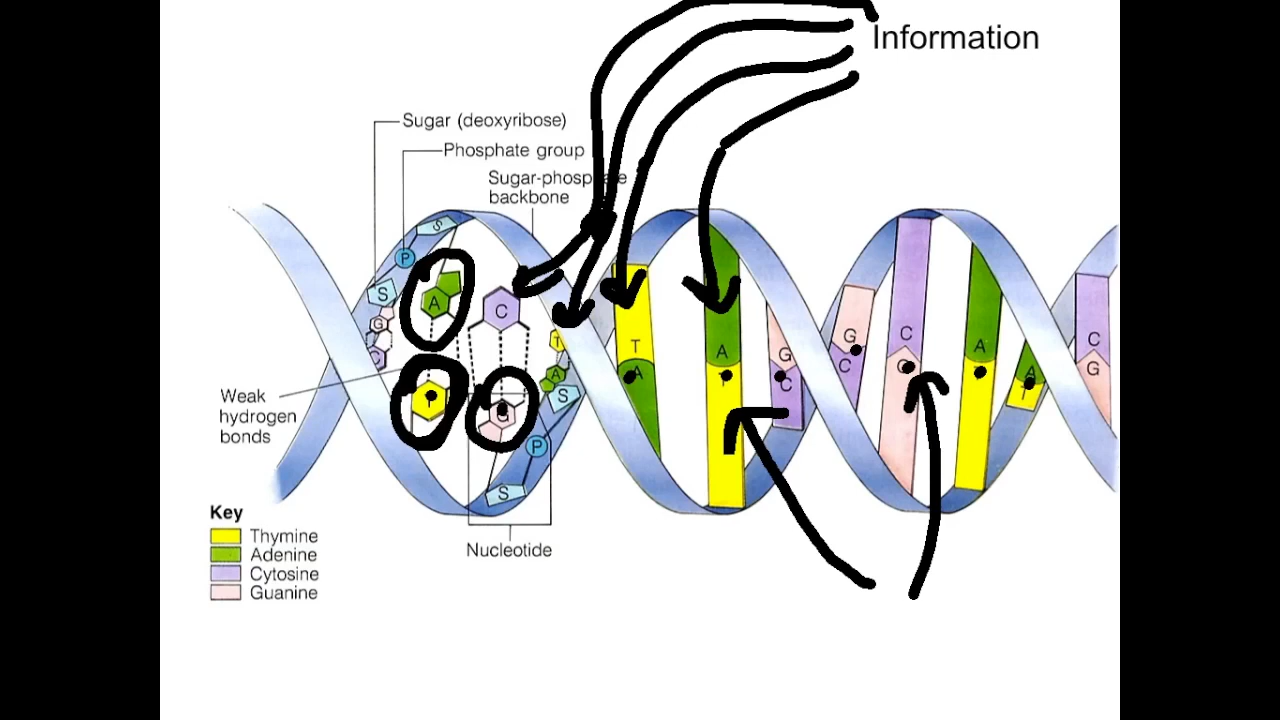 Information
Sugar (deoxyribose)
Phosphate group
Sugar-phosphate
backbone
S
P
S
A
C
G
C
T
A
S
T
G
P
S
Weak
hydrogen
bonds
Nucleotide
T
A
A
T
G
C
G
C
C
G
A
A
T
C
G
Key
Thymine
Adenine
Cytosine
Guanine